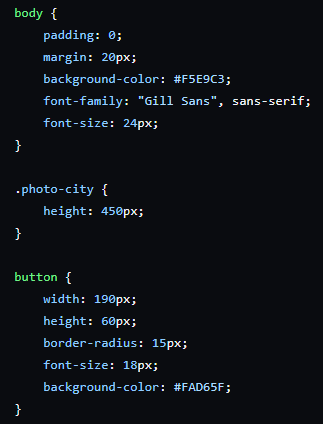 body {
    padding: 0;
    margin: 20px;
    background-color: #F5E9C3;
    font-family: "Gill Sans", sans-serif;
    font-size: 24px;
}

.photo-city {
    height: 450px;
}

button {
    width: 190px;
    height: 60px;
    border-radius: 15px;
    font-size: 18px;
    background-color: #FAD65F;
}